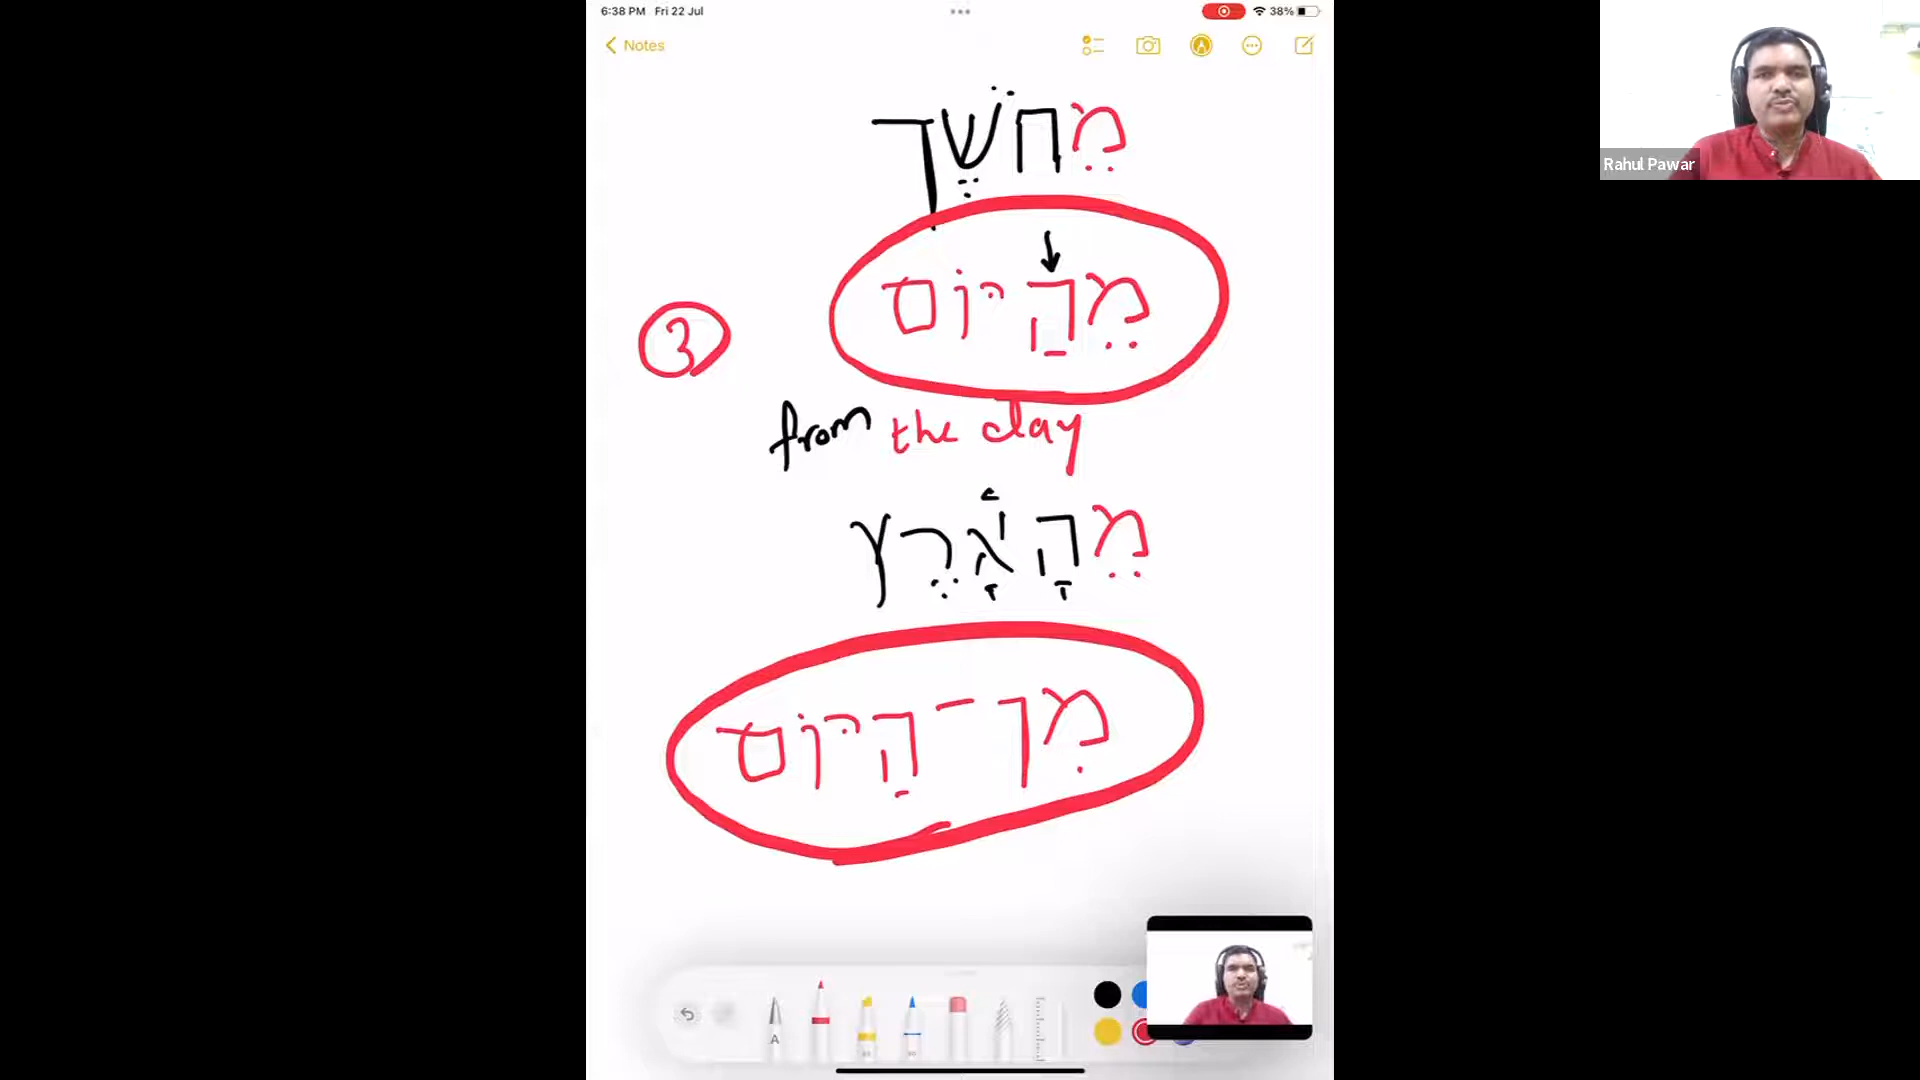 6:38 PM Fri 22 Jul
38%
Notes
Rahul Pawar
מֵחֹשֶׁךְ
מֵהַיּוֹם
3
from the day
מֵהָאָרֶץ
מִן־הַיּוֹם